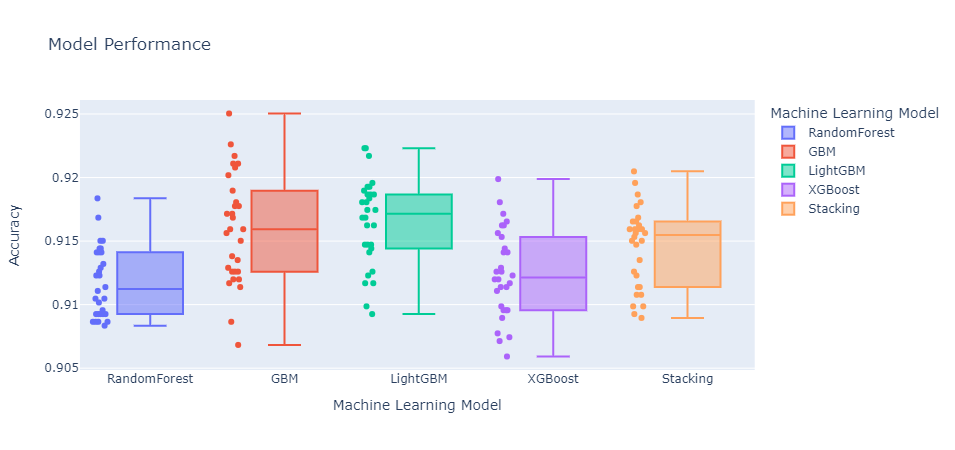 Model Performance
0.925
0.92
0.915
0.91
0.905
Accuracy
RandomForest
GBM
LightGBM
XGBoost
Stacking
Machine Learning Model
Machine Learning Model
RandomForest
GBM
LightGBM
XGBoost
Stacking